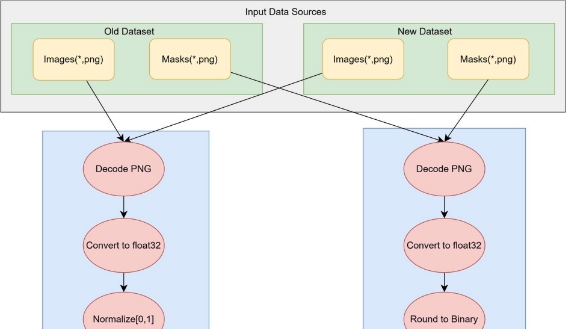 Input Data Sources
Old Dataset
New Dataset
Images(*,png)
Masks(*,png)
Images(*,png)
Masks(*,png)
Decode PNG
Decode PNG
Convert to float32
Convert to float32
Normalize[0,1]
Round to Binary